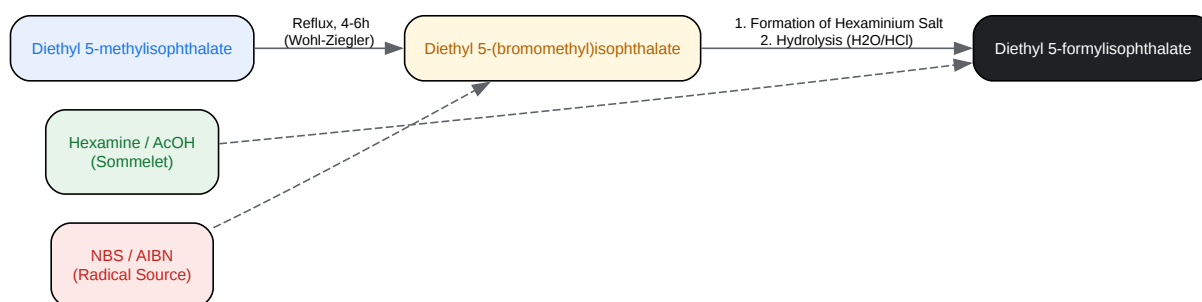 Diethyl 5-methylisophthalate
Reflux, 4-6h
(Wohl-Ziegler)
Diethyl 5-(bromomethyl)isophthalate
1. Formation of Hexaminium Salt
2. Hydrolysis (H2O/HCl)
Diethyl 5-formylisophthalate
Hexamine / AcOH
(Sommelet)
NBS / AIBN
(Radical Source)